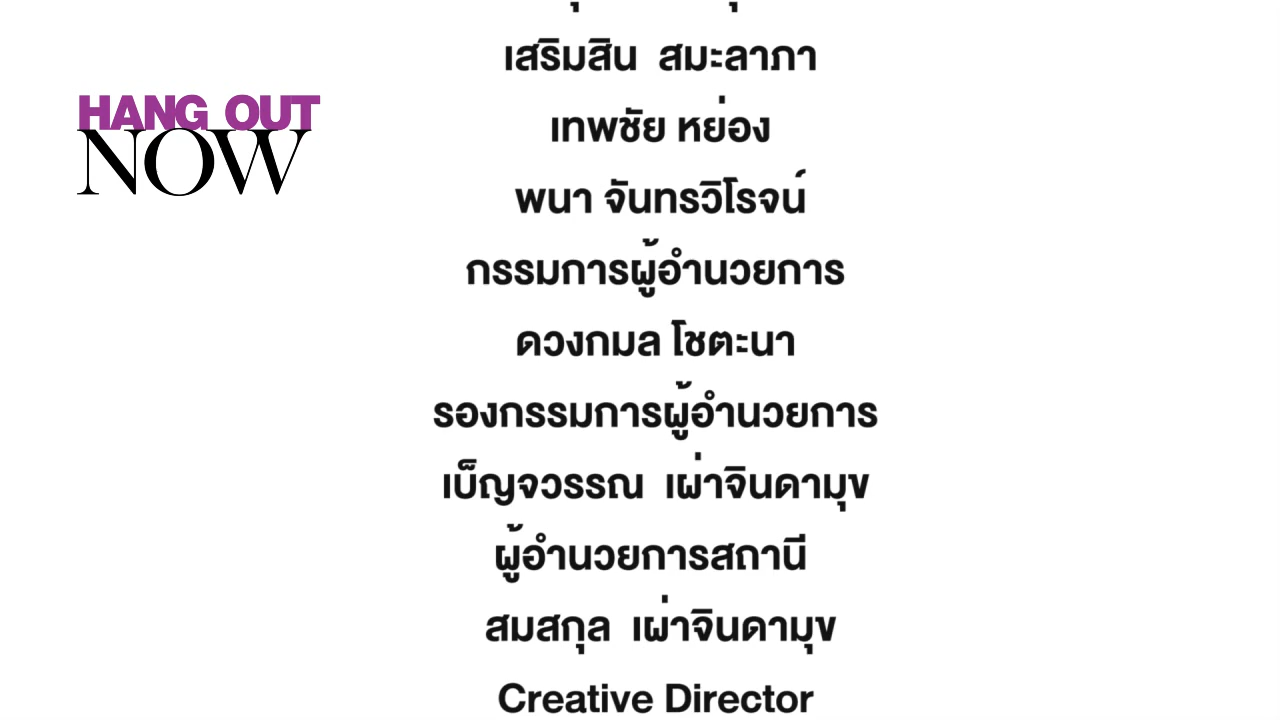 HANG OUT
NOW
เสริมสิน สมะลาภา
เทพชัย หย่อง
พนา จันทรวิโรจน์
กรรมการผู้อำนวยการ
ดวงกมล โชตะนา
รองกรรมการผู้อำนวยการ
เบ็ญจวรรณ เผ่าจินดามุข
ผู้อำนวยการสถานี
สมสกุล เผ่าจินดามุข
Creative Director